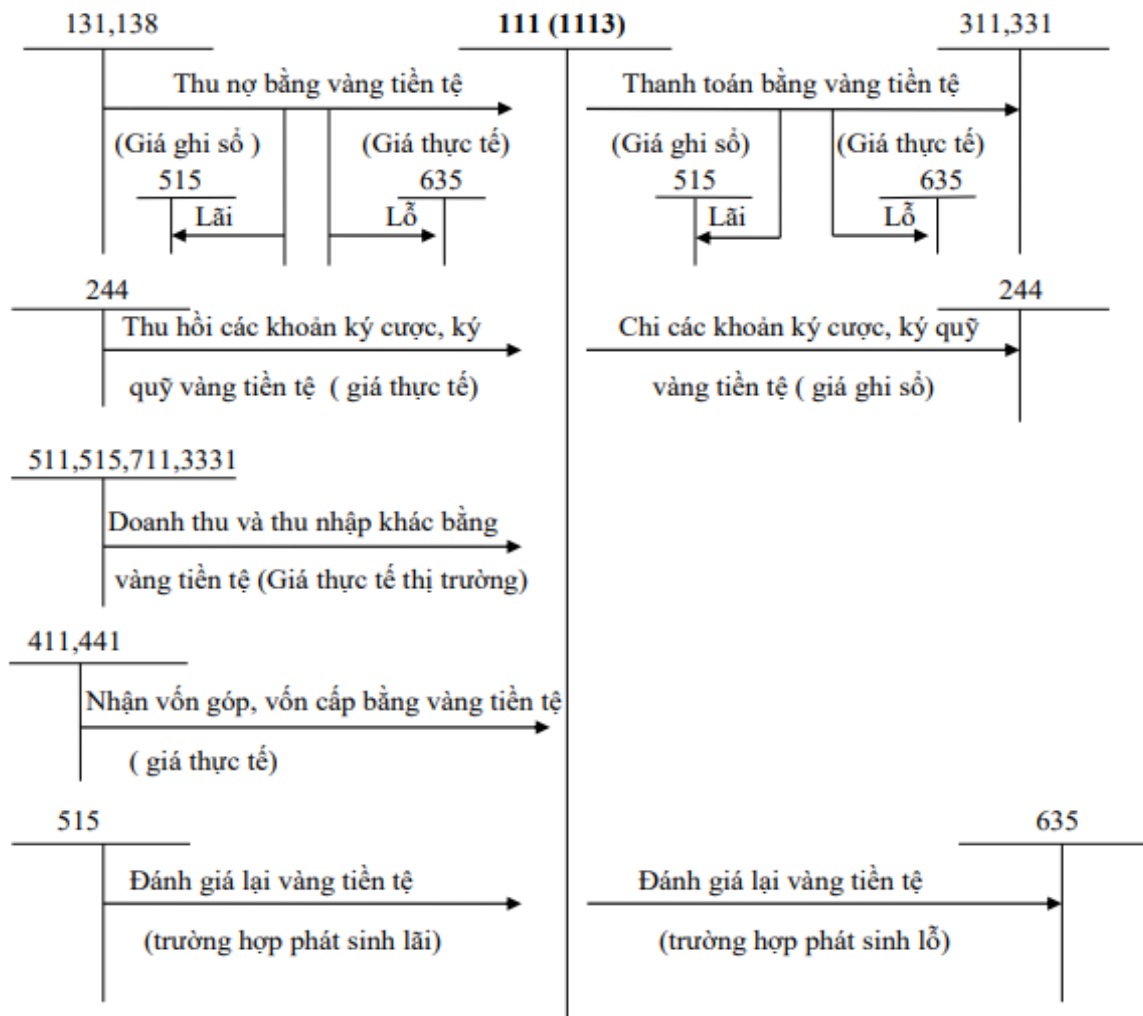 131,138
111 (1113)
311,331
Thu nợ bằng vàng tiền tệ
Thanh toán bằng vàng tiền tệ
(Giá ghi sổ )
(Giá thực tế)
(Giá ghi sổ)
(Giá thực tế)
515
635
515
635
Lãi
Lỗ
Lãi
Lỗ
244
244
Thu hồi các khoản ký cược, ký
Chi các khoản ký cược, ký quỹ
quỹ vàng tiền tệ ( giá thực tế)
vàng tiền tệ ( giá ghi sổ)
511,515,711,3331
Doanh thu và thu nhập khác bằng
vàng tiền tệ (Giá thực tế thị trường)
411,441
Nhận vốn góp, vốn cấp bằng vàng tiền tệ
( giá thực tế)
515
635
Đánh giá lại vàng tiền tệ
Đánh giá lại vàng tiền tệ
(trường hợp phát sinh lãi)
(trường hợp phát sinh lỗ)